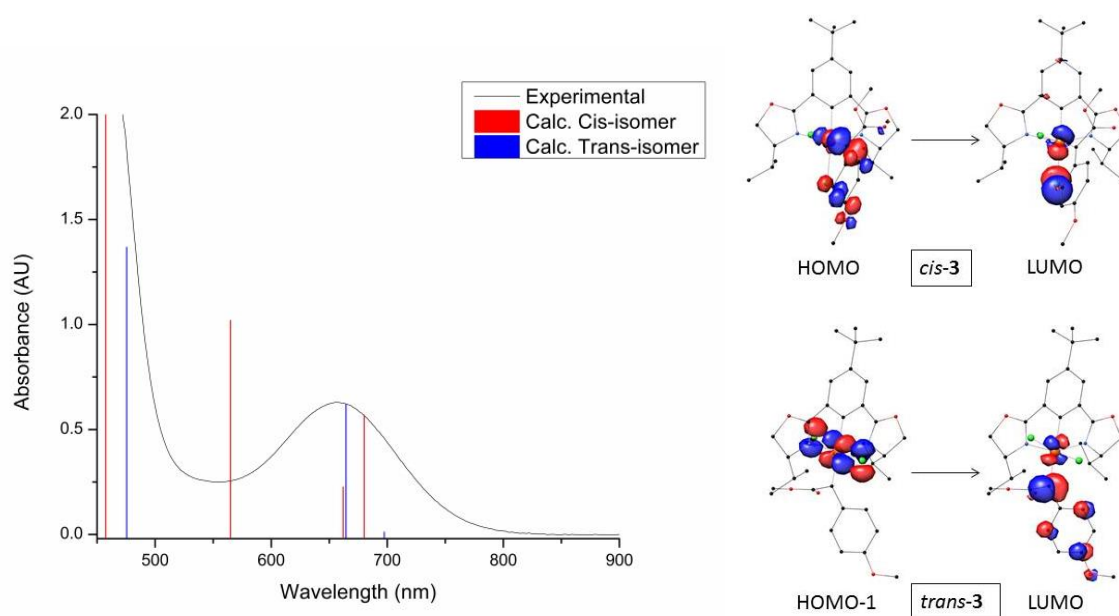 Experimental
Calc. Cis-isomer
Calc. Trans-isomer
Absorbance (AU)
2.0
1.5
1.0
0.5
0.0
500
600
700
800
900
Wavelength (nm)
HOMO
cis-3
LUMO
HOMO-1
trans-3
LUMO